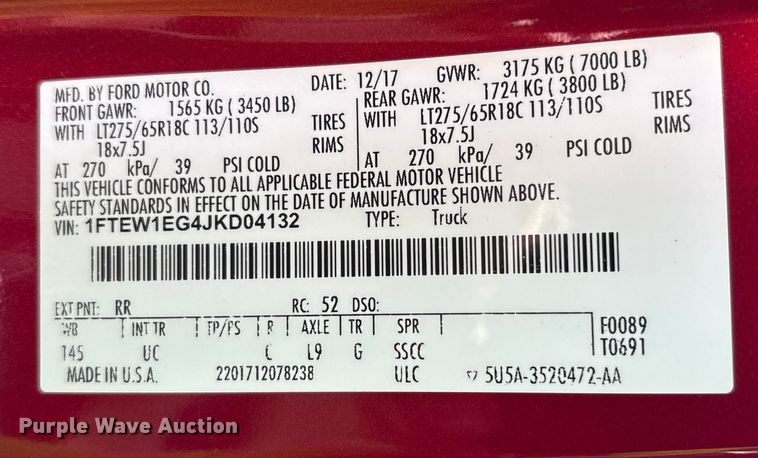 MFD. BY FORD MOTOR CO. DATE: 12/17 GVWR: 3175 KG ( 7000 LB)
FRONT GAWR: 1565 KG ( 3450 LB) REAR GAWR: 1724 KG ( 3800 LB)
WITH LT275/65R18C 113/110S TIRES WITH LT275/65R18C 113/110S TIRES
18x7.5J RIMS 18x7.5J RIMS
AT 270 kPa/ 39 PSI COLD AT 270 kPa/ 39 PSI COLD
THIS VEHICLE CONFORMS TO ALL APPLICABLE FEDERAL MOTOR VEHICLE
SAFETY STANDARDS IN EFFECT ON THE DATE OF MANUFACTURE SHOWN ABOVE.
VIN: 1FTEW1EG4JKD04132 TYPE: Truck
EXT PNT: RR RC: 52 DSO:
WB INT TR TP/PS R AXLE TR SPR F0089
145 UC L9 G SSCC T0691
MADE IN U.S.A. 2201712078238 ULC 5U5A-3520472-AA
Purple Wave Auction